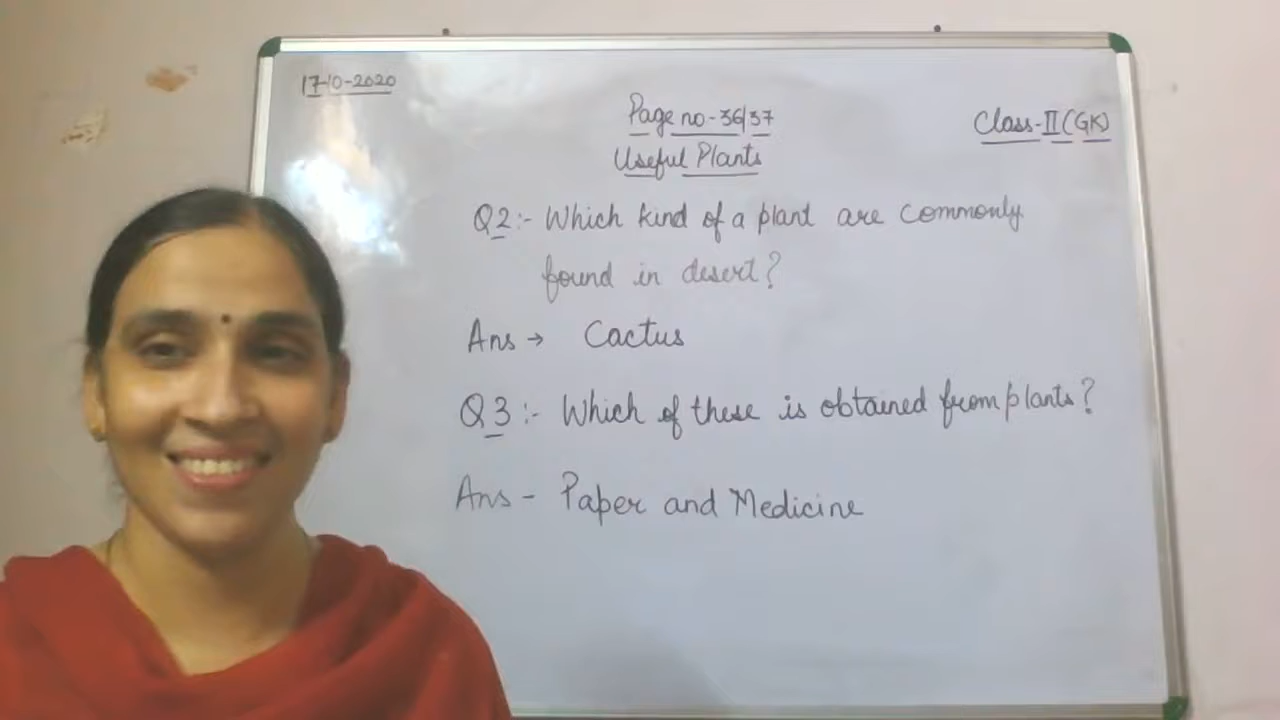 17-10-2020
Page no-36/37
Class-II (GK)
Useful Plants
Q2:- Which kind of a plant are commonly
found in desert?
Ans → Cactus
Q3:- Which of these is obtained from plants?
Ans - Paper and Medicine